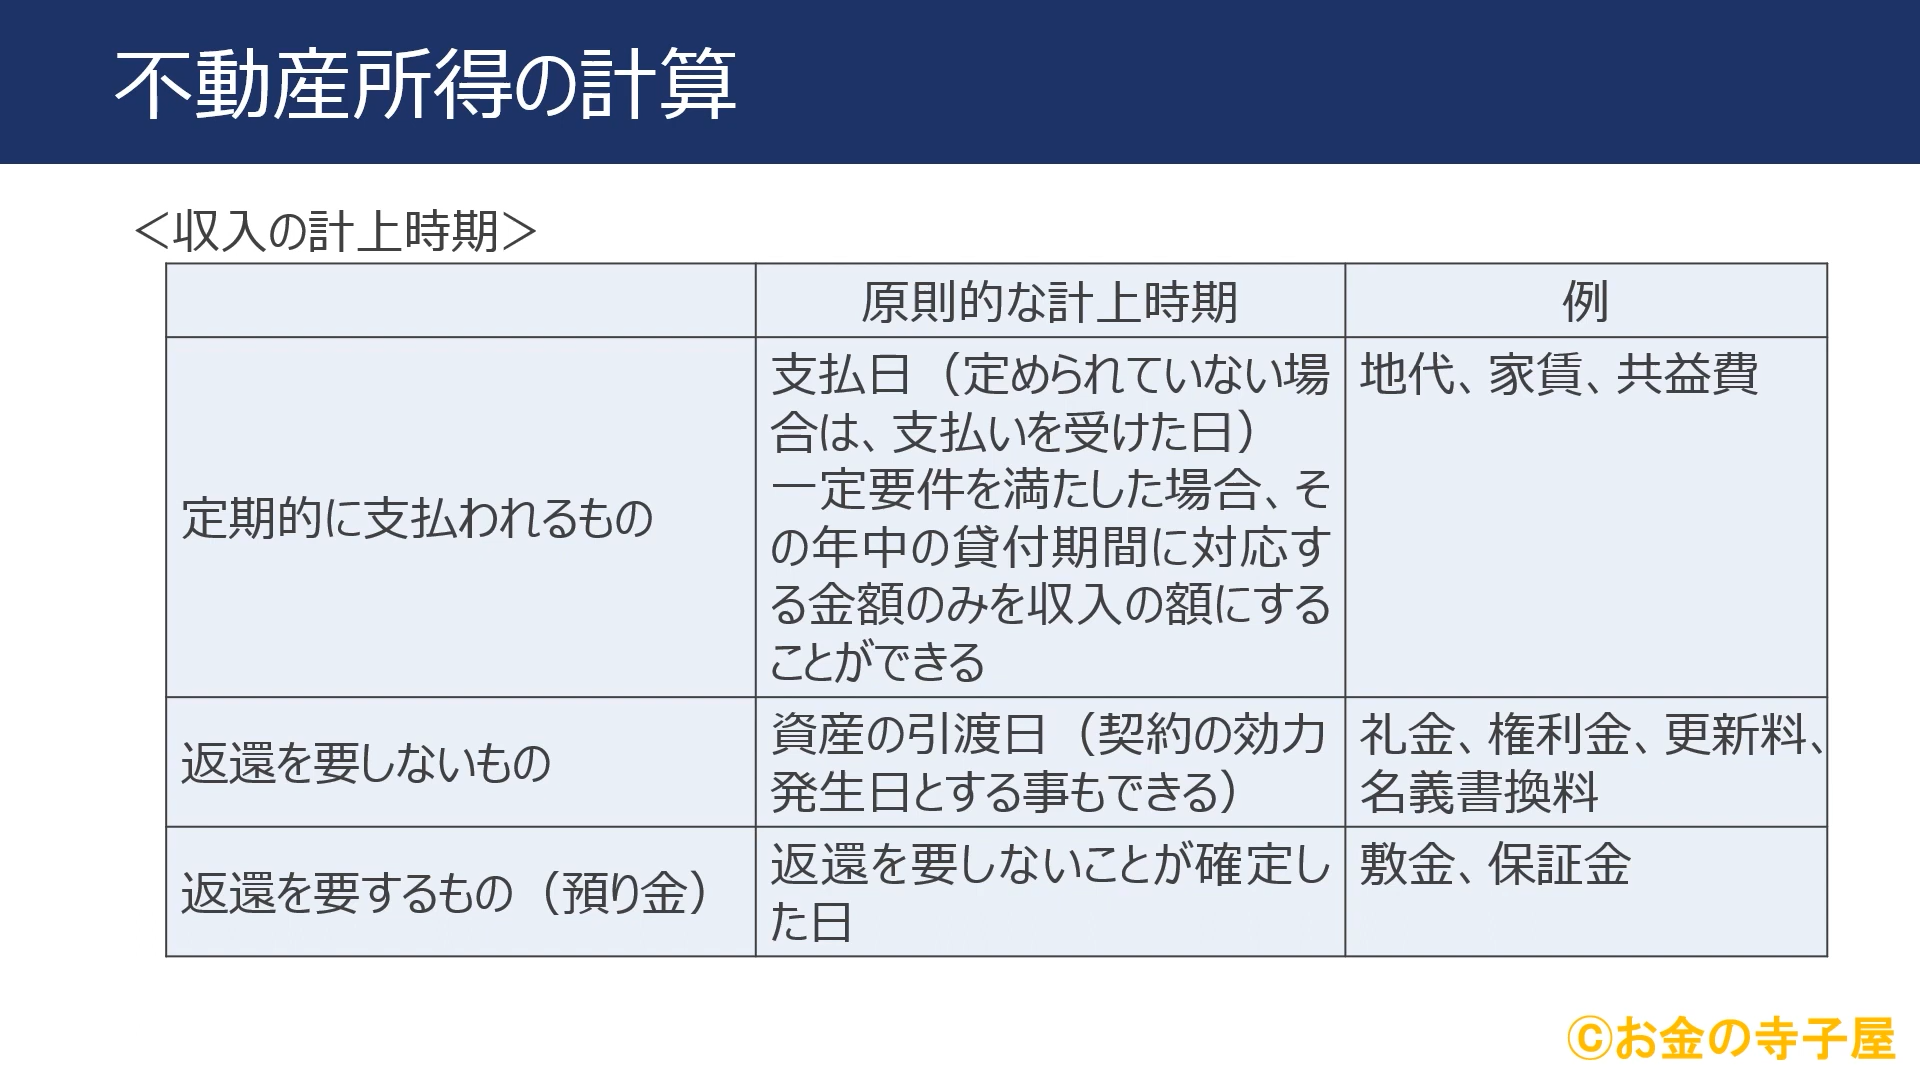 不動産所得の計算
＜収入の計上時期＞
原則的な計上時期
例
定期的に支払われるもの
支払日（定められていない場
合は、支払いを受けた日）
一定要件を満たした場合、そ
の年中の貸付期間に対応す
る金額のみを収入の額にする
ことができる
地代、家賃、共益費
返還を要しないもの
資産の引渡日（契約の効力
発生日とする事もできる）
礼金、権利金、更新料、
名義書換料
返還を要するもの（預り金）
返還を要しないことが確定し
た日
敷金、保証金
©お金の寺子屋